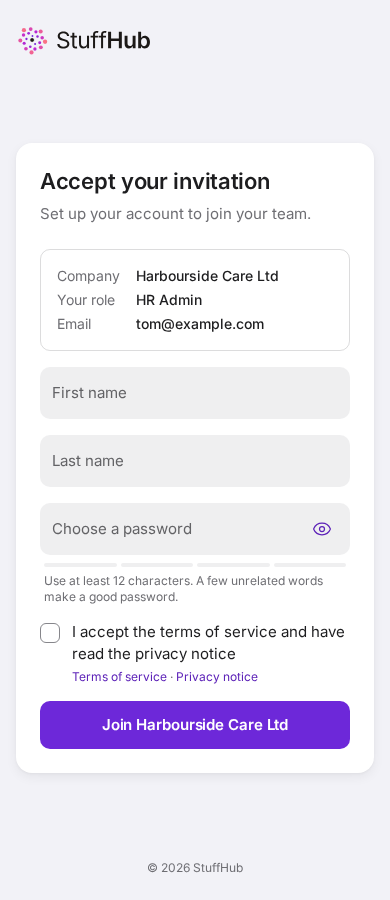 StuffHub
Accept your invitation
Set up your account to join your team.
Company Harbourside Care Ltd
Your role HR Admin
Email tom@example.com
First name
Last name
Choose a password
Use at least 12 characters. A few unrelated words
make a good password.
I accept the terms of service and have
read the privacy notice
Terms of service · Privacy notice
Join Harbourside Care Ltd
© 2026 StuffHub